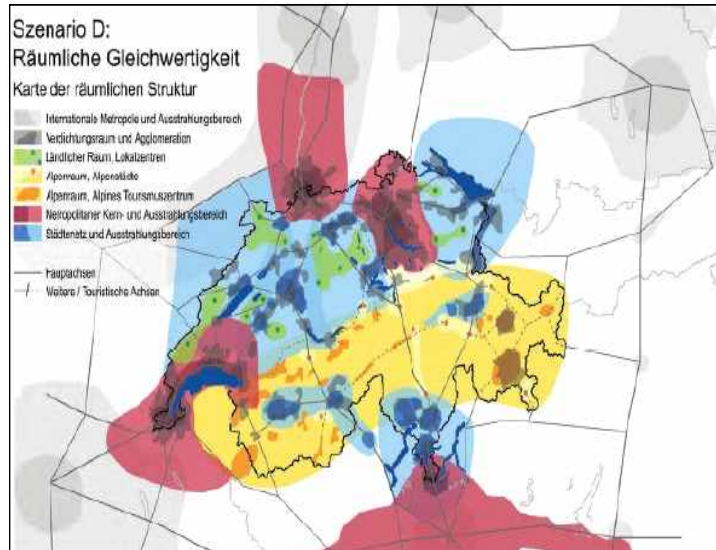 Szenario D:
Räumliche Gleichwertigkeit
Karte der räumlichen Struktur
Internationale Metropole und Ausstrahlungsbereich
Verdichtungsraum und Agglomeration
Ländlicher Raum, Lokalzentren
Alpenraum, Alpenstädte
Alpenraum, Alpines Tourismuszentrum
Metropolitaner Kern- und Ausstrahlungsbereich
Städtenetz und Ausstrahlungsbereich
Hauptachsen
Weitere / Touristische Achsen